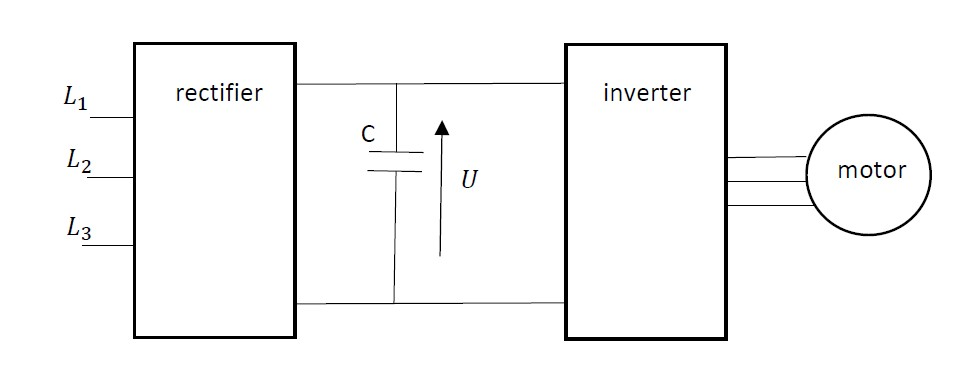 rectifier
inverter
L₁
C
L₂
U
motor
L₃